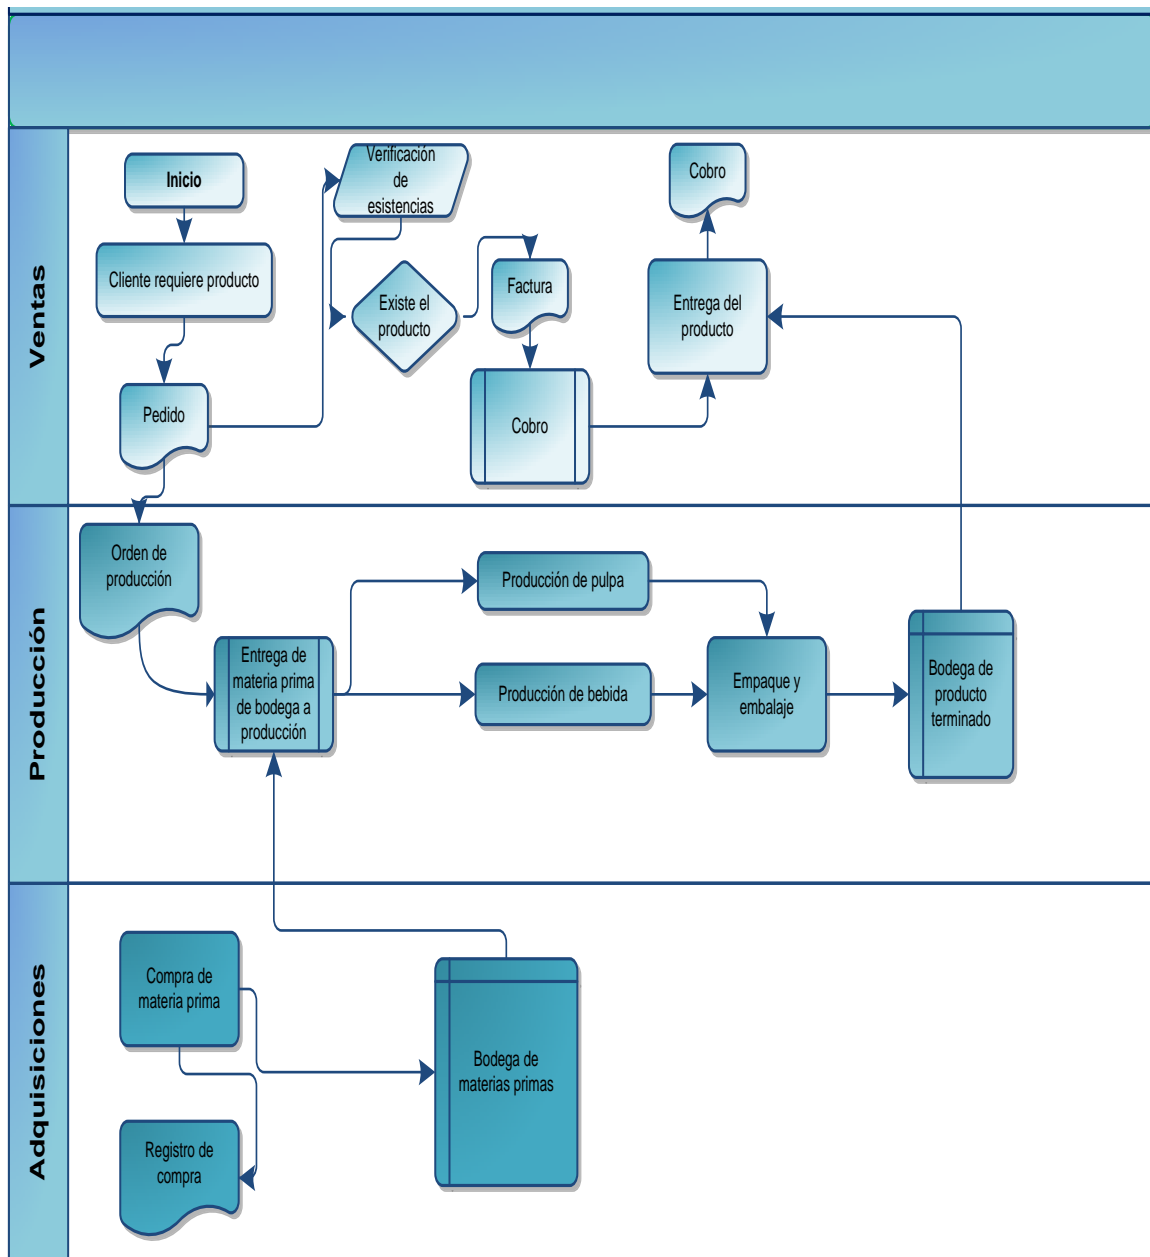 Ventas
Inicio
Cliente requiere producto
Pedido
Verificación
de
esistencias
Existe el
producto
Factura
Cobro
Entrega del
producto
Cobro
Producción
Orden de
producción
Entrega de
materia prima
de bodega a
producción
Producción de pulpa
Producción de bebida
Empaque y
embalaje
Bodega de
producto
terminado
Adquisiciones
Compra de
materia prima
Registro de
compra
Bodega de
materias primas